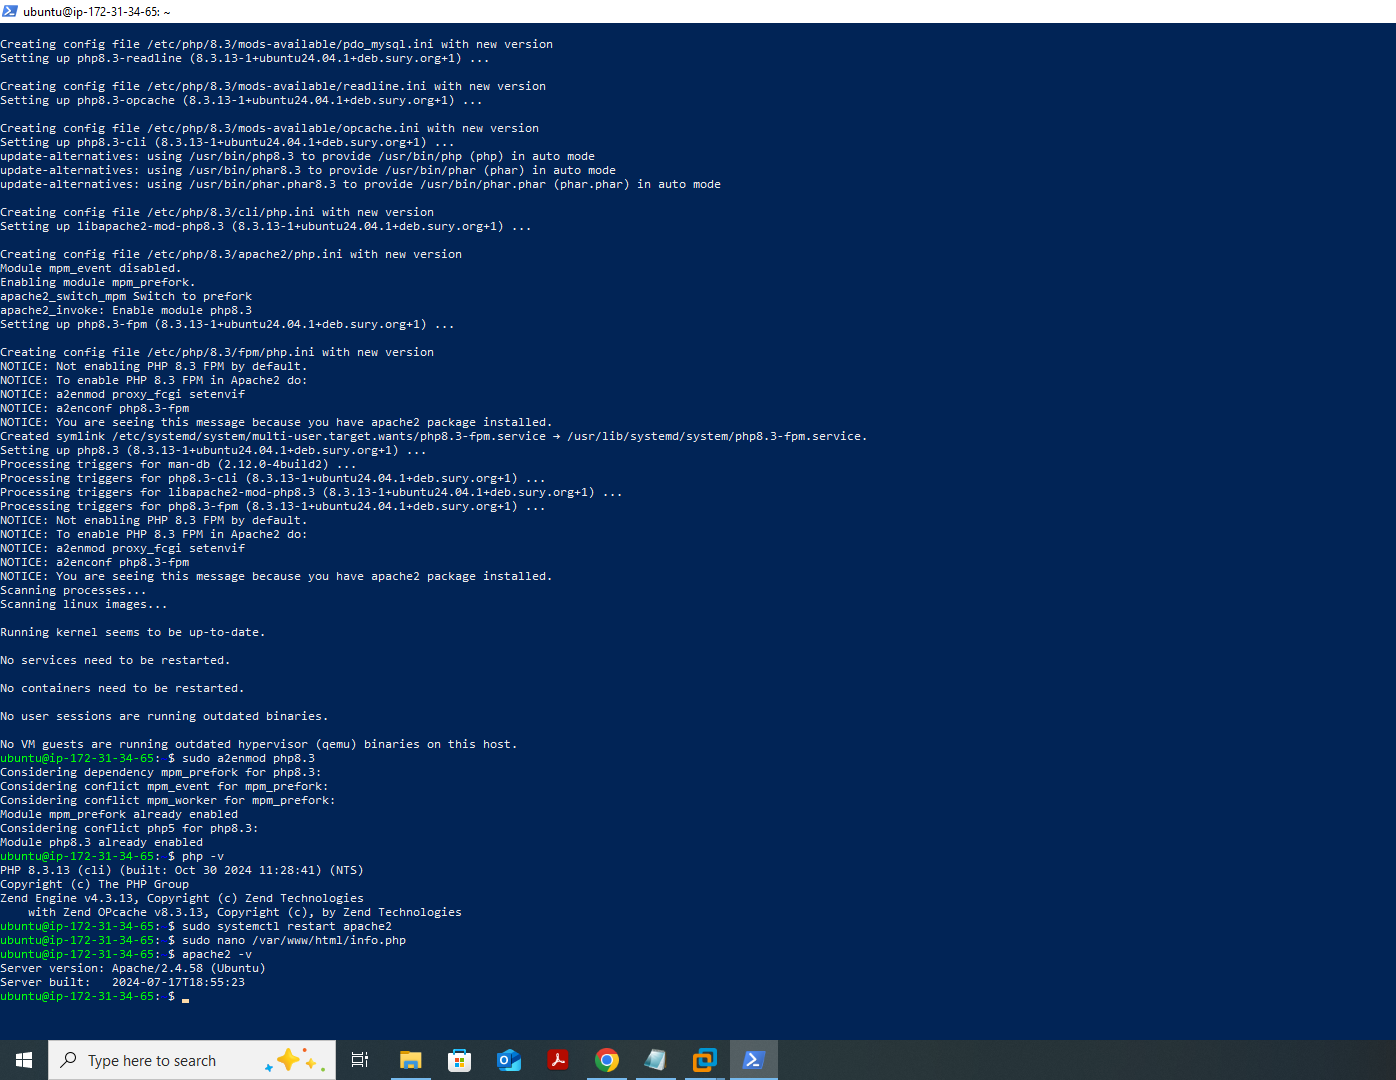 ubuntu@ip-172-31-34-65: ~
Creating config file /etc/php/8.3/mods-available/pdo_mysql.ini with new version
Setting up php8.3-readline (8.3.13-1+ubuntu24.04.1+deb.sury.org+1) ...
Creating config file /etc/php/8.3/mods-available/readline.ini with new version
Setting up php8.3-opcache (8.3.13-1+ubuntu24.04.1+deb.sury.org+1) ...
Creating config file /etc/php/8.3/mods-available/opcache.ini with new version
Setting up php8.3-cli (8.3.13-1+ubuntu24.04.1+deb.sury.org+1) ...
update-alternatives: using /usr/bin/php8.3 to provide /usr/bin/php (php) in auto mode
update-alternatives: using /usr/bin/phar8.3 to provide /usr/bin/phar (phar) in auto mode
update-alternatives: using /usr/bin/phar.phar8.3 to provide /usr/bin/phar.phar (phar.phar) in auto mode
Creating config file /etc/php/8.3/cli/php.ini with new version
Setting up libapache2-mod-php8.3 (8.3.13-1+ubuntu24.04.1+deb.sury.org+1) ...
Creating config file /etc/php/8.3/apache2/php.ini with new version
Module mpm_event disabled.
Enabling module mpm_prefork.
apache2_switch_mpm Switch to prefork
apache2_invoke: Enable module php8.3
Setting up php8.3-fpm (8.3.13-1+ubuntu24.04.1+deb.sury.org+1) ...
Creating config file /etc/php/8.3/fpm/php.ini with new version
NOTICE: Not enabling PHP 8.3 FPM by default.
NOTICE: To enable PHP 8.3 FPM in Apache2 do:
NOTICE: a2enmod proxy_fcgi setenvif
NOTICE: a2enconf php8.3-fpm
NOTICE: You are seeing this message because you have apache2 package installed.
Created symlink /etc/systemd/system/multi-user.target.wants/php8.3-fpm.service → /usr/lib/systemd/system/php8.3-fpm.service.
Setting up php8.3 (8.3.13-1+ubuntu24.04.1+deb.sury.org+1) ...
Processing triggers for man-db (2.12.0-4build2) ...
Processing triggers for php8.3-cli (8.3.13-1+ubuntu24.04.1+deb.sury.org+1) ...
Processing triggers for libapache2-mod-php8.3 (8.3.13-1+ubuntu24.04.1+deb.sury.org+1) ...
Processing triggers for php8.3-fpm (8.3.13-1+ubuntu24.04.1+deb.sury.org+1) ...
NOTICE: Not enabling PHP 8.3 FPM by default.
NOTICE: To enable PHP 8.3 FPM in Apache2 do:
NOTICE: a2enmod proxy_fcgi setenvif
NOTICE: a2enconf php8.3-fpm
NOTICE: You are seeing this message because you have apache2 package installed.
Scanning processes...
Scanning linux images...
Running kernel seems to be up-to-date.
No services need to be restarted.
No containers need to be restarted.
No user sessions are running outdated binaries.
No VM guests are running outdated hypervisor (qemu) binaries on this host.
ubuntu@ip-172-31-34-65:~$ sudo a2enmod php8.3
Considering dependency mpm_prefork for php8.3:
Considering conflict mpm_event for mpm_prefork:
Considering conflict mpm_worker for mpm_prefork:
Module mpm_prefork already enabled
Considering conflict php5 for php8.3:
Module php8.3 already enabled
ubuntu@ip-172-31-34-65:~$ php -v
PHP 8.3.13 (cli) (built: Oct 30 2024 11:28:41) (NTS)
Copyright (c) The PHP Group
Zend Engine v4.3.13, Copyright (c) Zend Technologies
    with Zend OPcache v8.3.13, Copyright (c), by Zend Technologies
ubuntu@ip-172-31-34-65:~$ sudo systemctl restart apache2
ubuntu@ip-172-31-34-65:~$ sudo nano /var/www/html/info.php
ubuntu@ip-172-31-34-65:~$ apache2 -v
Server version: Apache/2.4.58 (Ubuntu)
Server built:   2024-07-17T18:55:23
ubuntu@ip-172-31-34-65:~$
Type here to search